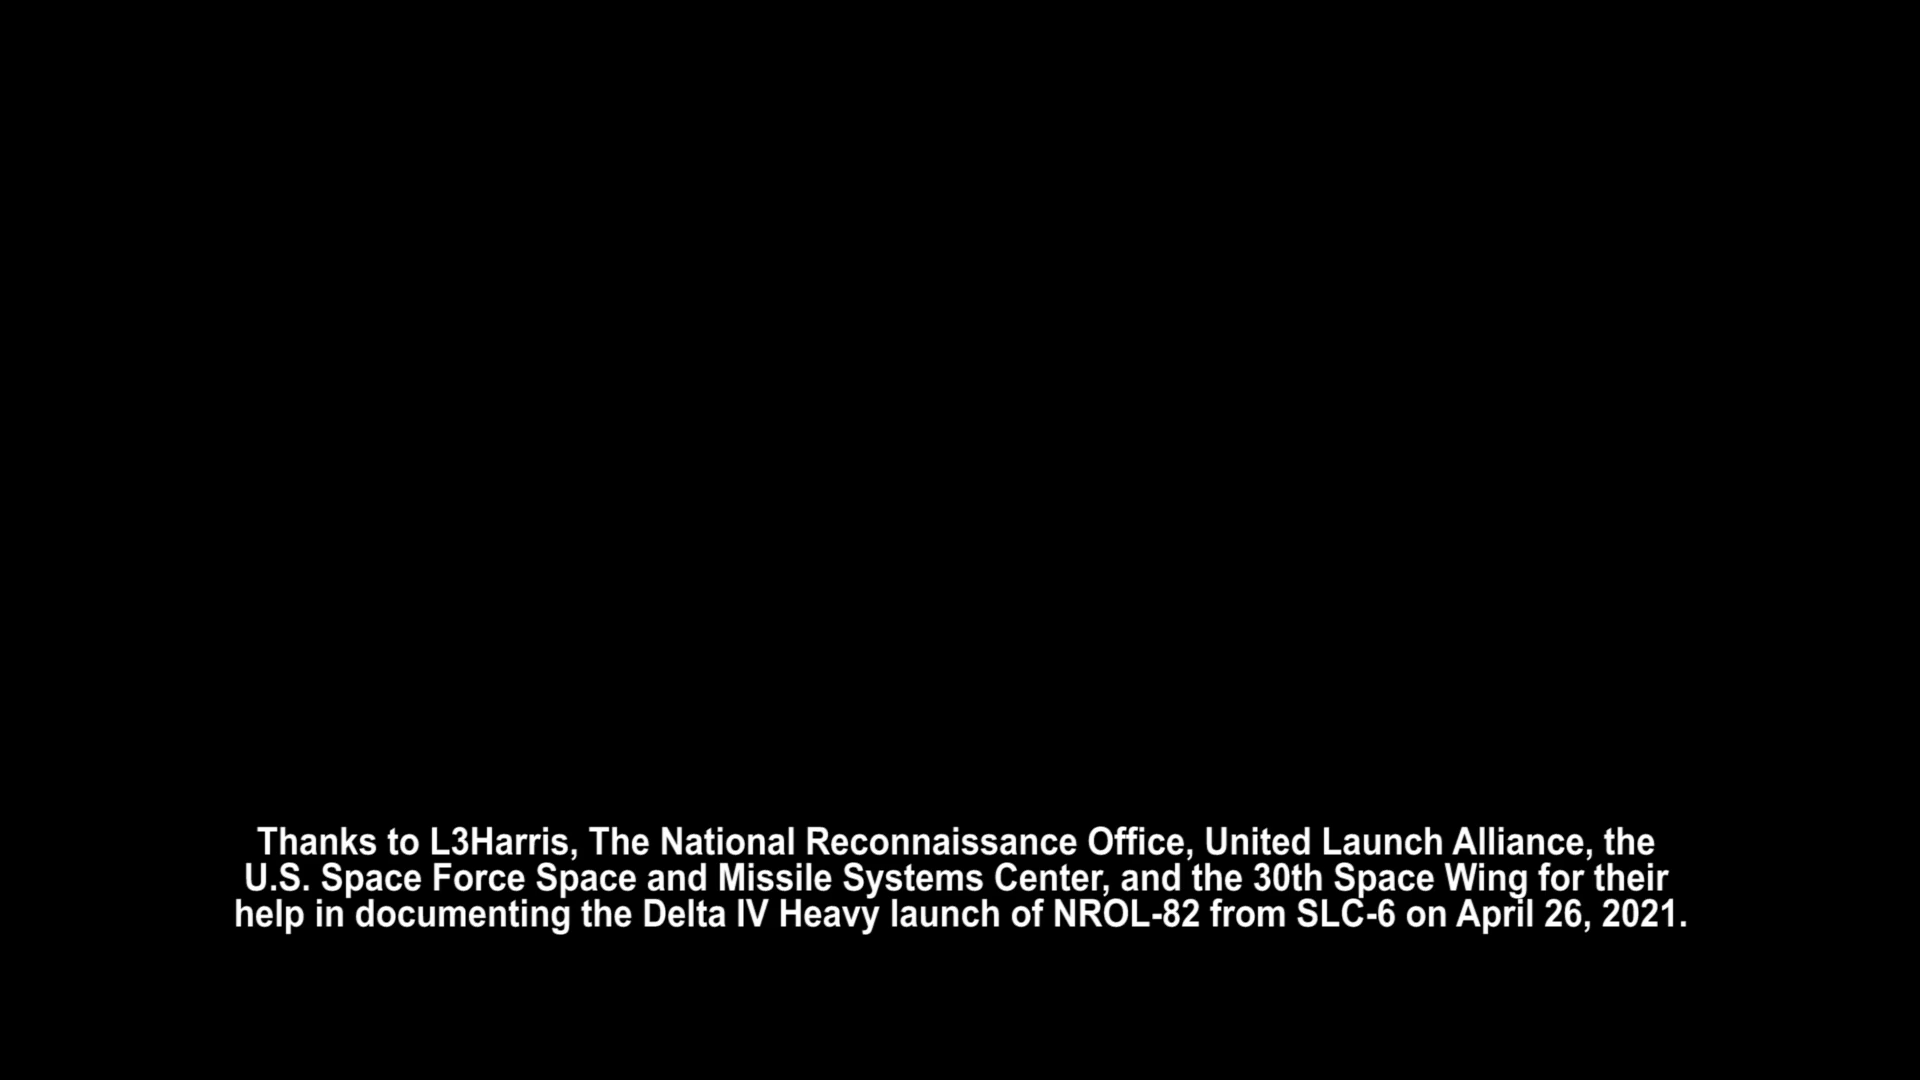 Thanks to L3Harris, The National Reconnaissance Office, United Launch Alliance, the
U.S. Space Force Space and Missile Systems Center, and the 30th Space Wing for their
help in documenting the Delta IV Heavy launch of NROL-82 from SLC-6 on April 26, 2021.